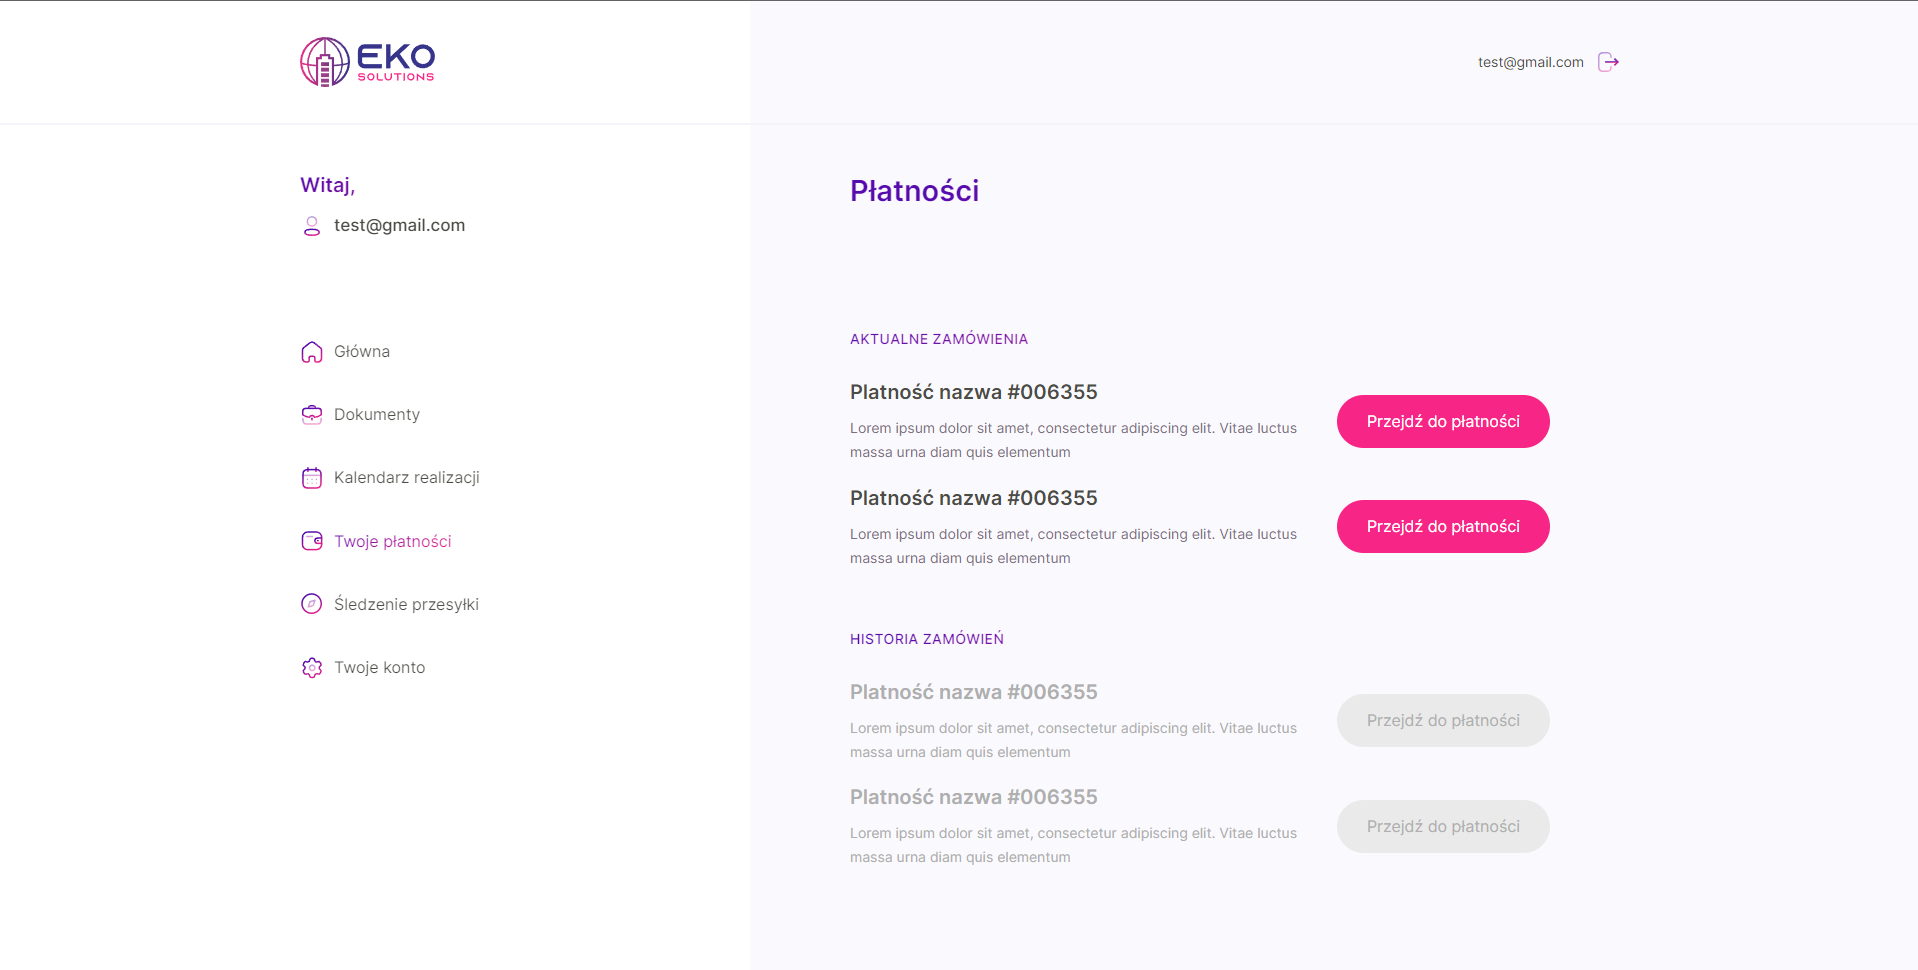 EKO
SOLUTIONS
test@gmail.com
Witaj,
test@gmail.com
Główna
Dokumenty
Kalendarz realizacji
Twoje płatności
Śledzenie przesyłki
Twoje konto
Płatności
AKTUALNE ZAMÓWIENIA
Platność nazwa #006355
Lorem ipsum dolor sit amet, consectetur adipiscing elit. Vitae luctus
massa urna diam quis elementum
Przejdź do płatności
Platność nazwa #006355
Lorem ipsum dolor sit amet, consectetur adipiscing elit. Vitae luctus
massa urna diam quis elementum
Przejdź do płatności
HISTORIA ZAMÓWIEŃ
Platność nazwa #006355
Lorem ipsum dolor sit amet, consectetur adipiscing elit. Vitae luctus
massa urna diam quis elementum
Przejdź do płatności
Platność nazwa #006355
Lorem ipsum dolor sit amet, consectetur adipiscing elit. Vitae luctus
massa urna diam quis elementum
Przejdź do płatności